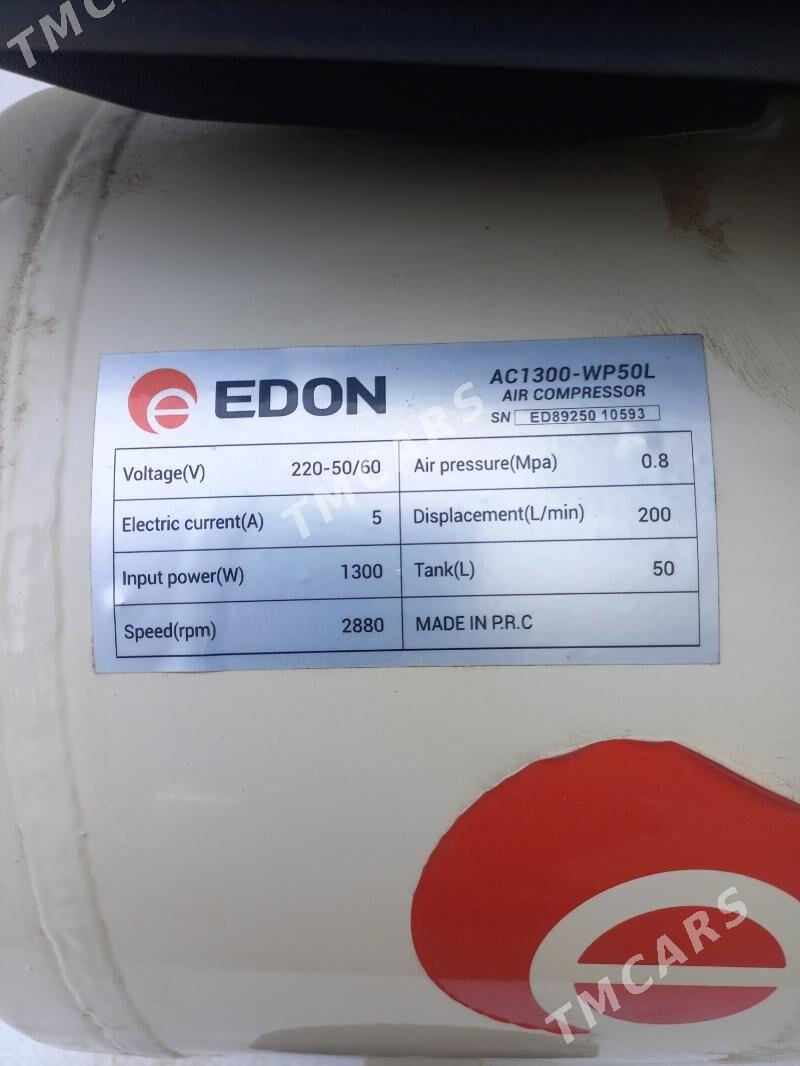 TMCARS
EDON
AC1300-WP50L
AIR COMPRESSOR
SN ED89250 10593
Voltage(V) 220-50/60 Air pressure(Mpa) 0.8
Electric current(A) 5 Displacement(L/min) 200
Input power(W) 1300 Tank(L) 50
Speed(rpm) 2880 MADE IN P.R.C
TMCARS
TMCARS
TMCARS